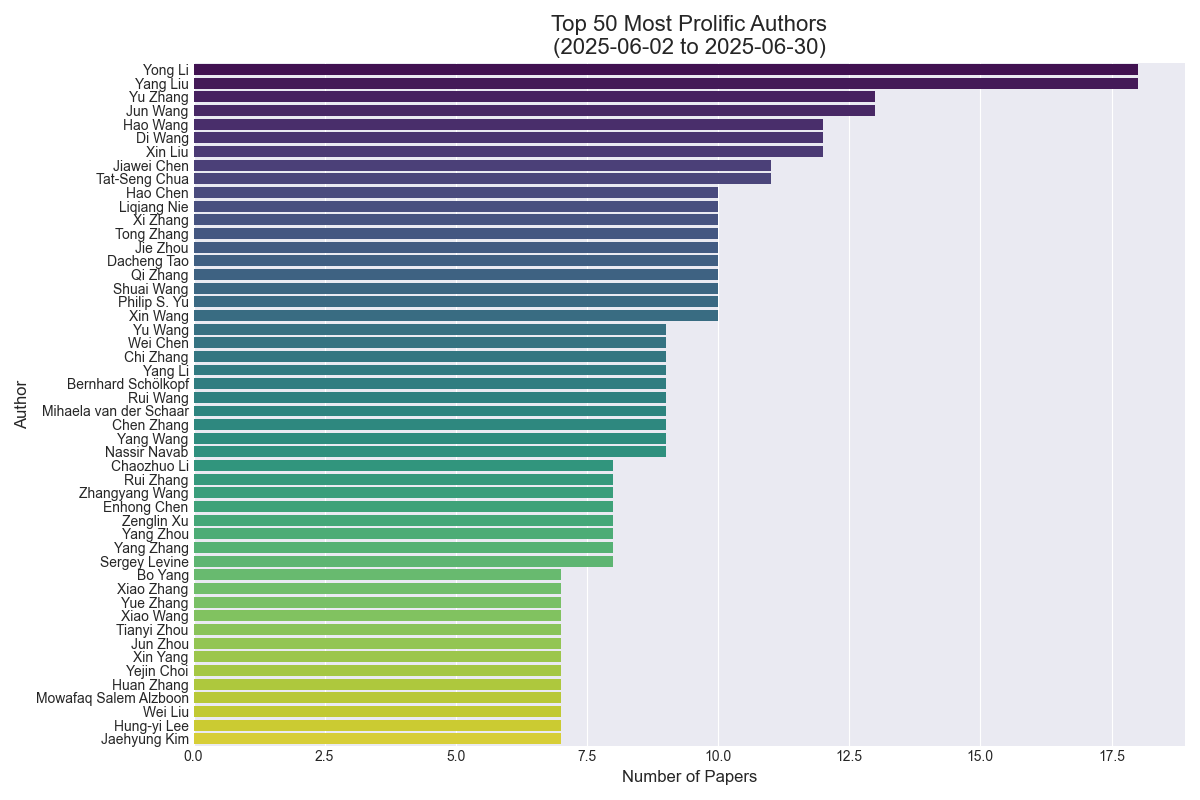 Top 50 Most Prolific Authors
(2025-06-02 to 2025-06-30)
Author
Yong Li
Yang Liu
Yu Zhang
Jun Wang
Hao Wang
Di Wang
Xin Liu
Jiawei Chen
Tat-Seng Chua
Hao Chen
Liqiang Nie
Xi Zhang
Tong Zhang
Jie Zhou
Dacheng Tao
Qi Zhang
Shuai Wang
Philip S. Yu
Xin Wang
Yu Wang
Wei Chen
Chi Zhang
Yang Li
Bernhard Schölkopf
Rui Wang
Mihaela van der Schaar
Chen Zhang
Yang Wang
Nassir Navab
Chaozhuo Li
Rui Zhang
Zhangyang Wang
Enhong Chen
Zenglin Xu
Yang Zhou
Yang Zhang
Sergey Levine
Bo Yang
Xiao Zhang
Yue Zhang
Xiao Wang
Tianyi Zhou
Jun Zhou
Xin Yang
Yejin Choi
Huan Zhang
Mowafaq Salem Alzboon
Wei Liu
Hung-yi Lee
Jaehyung Kim
0.0 2.5 5.0 7.5 10.0 12.5 15.0 17.5
Number of Papers